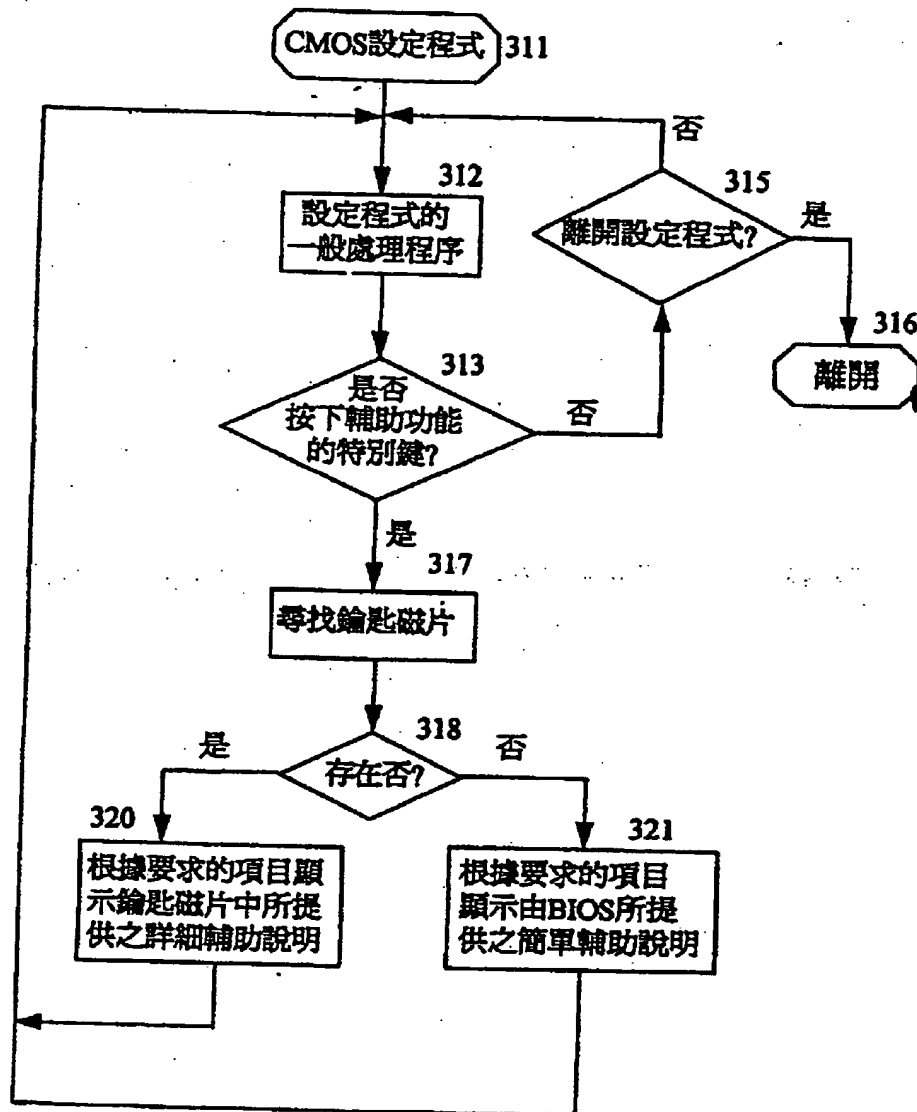 CMOS設定程式 311
否
312
315
設定程式的
一般處理程序
離開設定程式?
是
316
313
離開
是否
按下輔助功能
的特別鍵?
否
是
317
尋找鑰匙磁片
318
是
否
存在否?
320
321
根據要求的項目顯
示鑰匙磁片中所提
供之詳細輔助說明
根據要求的項目
顯示由BIOS所提
供之簡單輔助說明